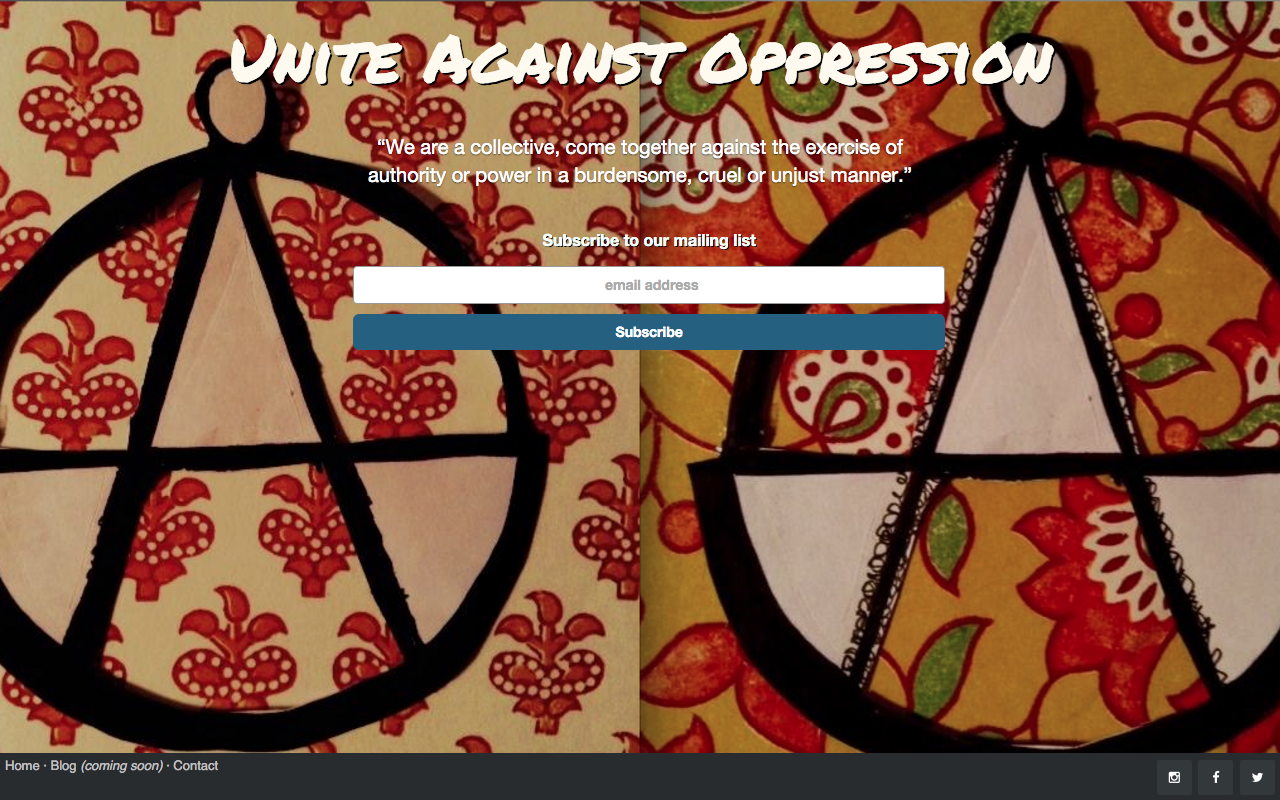 Unite Against Oppression
“We are a collective, come together against the exercise of
authority or power in a burdensome, cruel or unjust manner.”
Subscribe to our mailing list
email address
Subscribe
Home · Blog (coming soon) · Contact